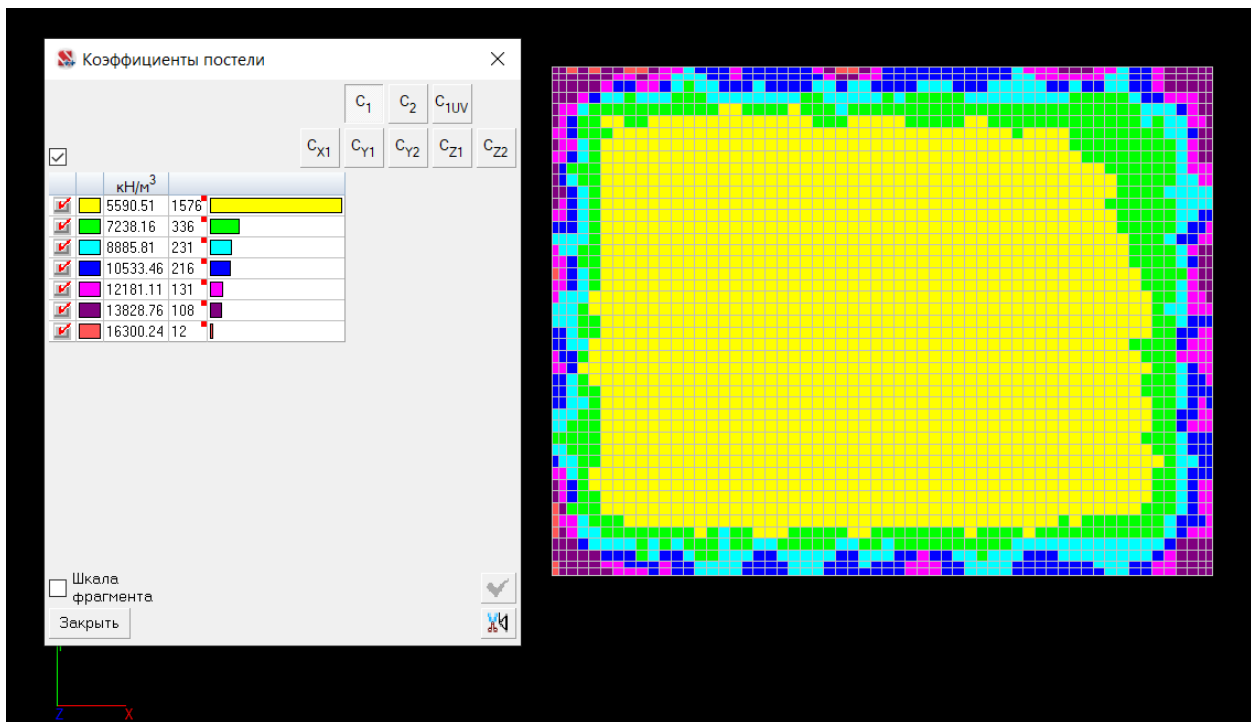 Коэффициенты постели
C1 C2 C1UV
CX1 CY1 CY2 CZ1 CZ2
кН/м3
5590.51 1576
7238.16 336
8885.81 231
10533.46 216
12181.11 131
13828.76 108
16300.24 12
Шкала
фрагмента
Закрыть
Z X